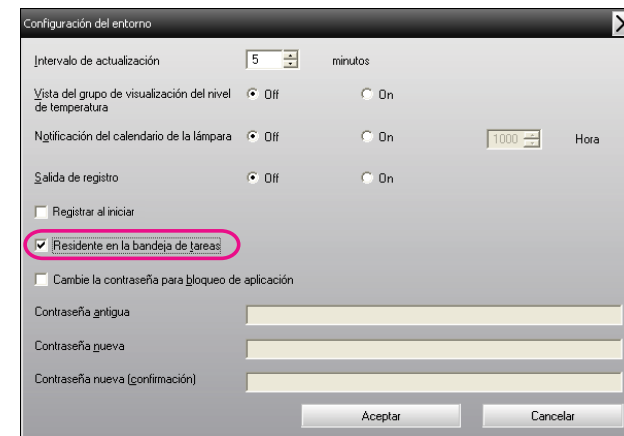 Configuración del entorno
Intervalo de actualización 5 minutos
Vista del grupo de visualización del nivel de temperatura Off On
Notificación del calendario de la lámpara Off On 1000 Hora
Salida de registro Off On
Registrar al iniciar
Residente en la bandeja de tareas
Cambie la contraseña para bloqueo de aplicación
Contraseña antigua
Contraseña nueva
Contraseña nueva (confirmación)
Aceptar Cancelar